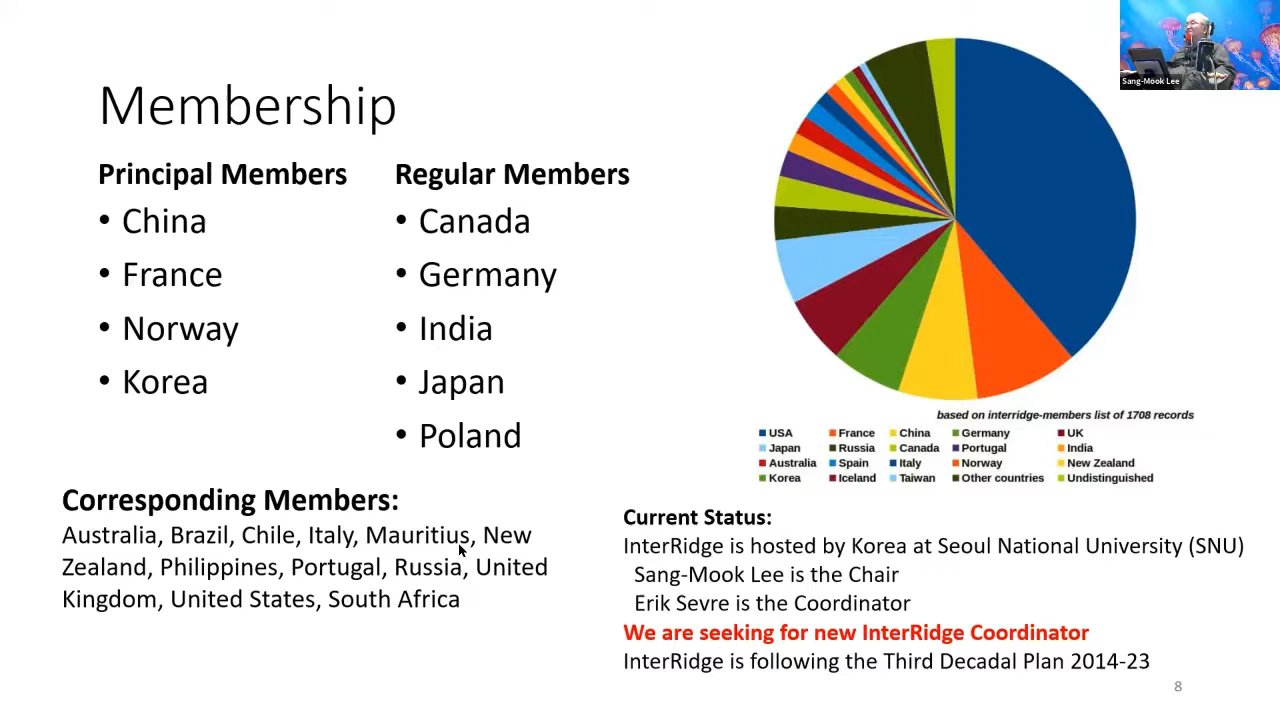 Membership
Principal Members
• China
• France
• Norway
• Korea
Regular Members
• Canada
• Germany
• India
• Japan
• Poland
Corresponding Members:
Australia, Brazil, Chile, Italy, Mauritius, New
Zealand, Philippines, Portugal, Russia, United
Kingdom, United States, South Africa
Sang-Mook Lee
based on interridge-members list of 1708 records
USA France China Germany UK
Japan Russia Canada Portugal India
Australia Spain Italy Norway New Zealand
Korea Iceland Taiwan Other countries Undistinguished
Current Status:
InterRidge is hosted by Korea at Seoul National University (SNU)
Sang-Mook Lee is the Chair
Erik Sevre is the Coordinator
We are seeking for new InterRidge Coordinator
InterRidge is following the Third Decadal Plan 2014-23
8